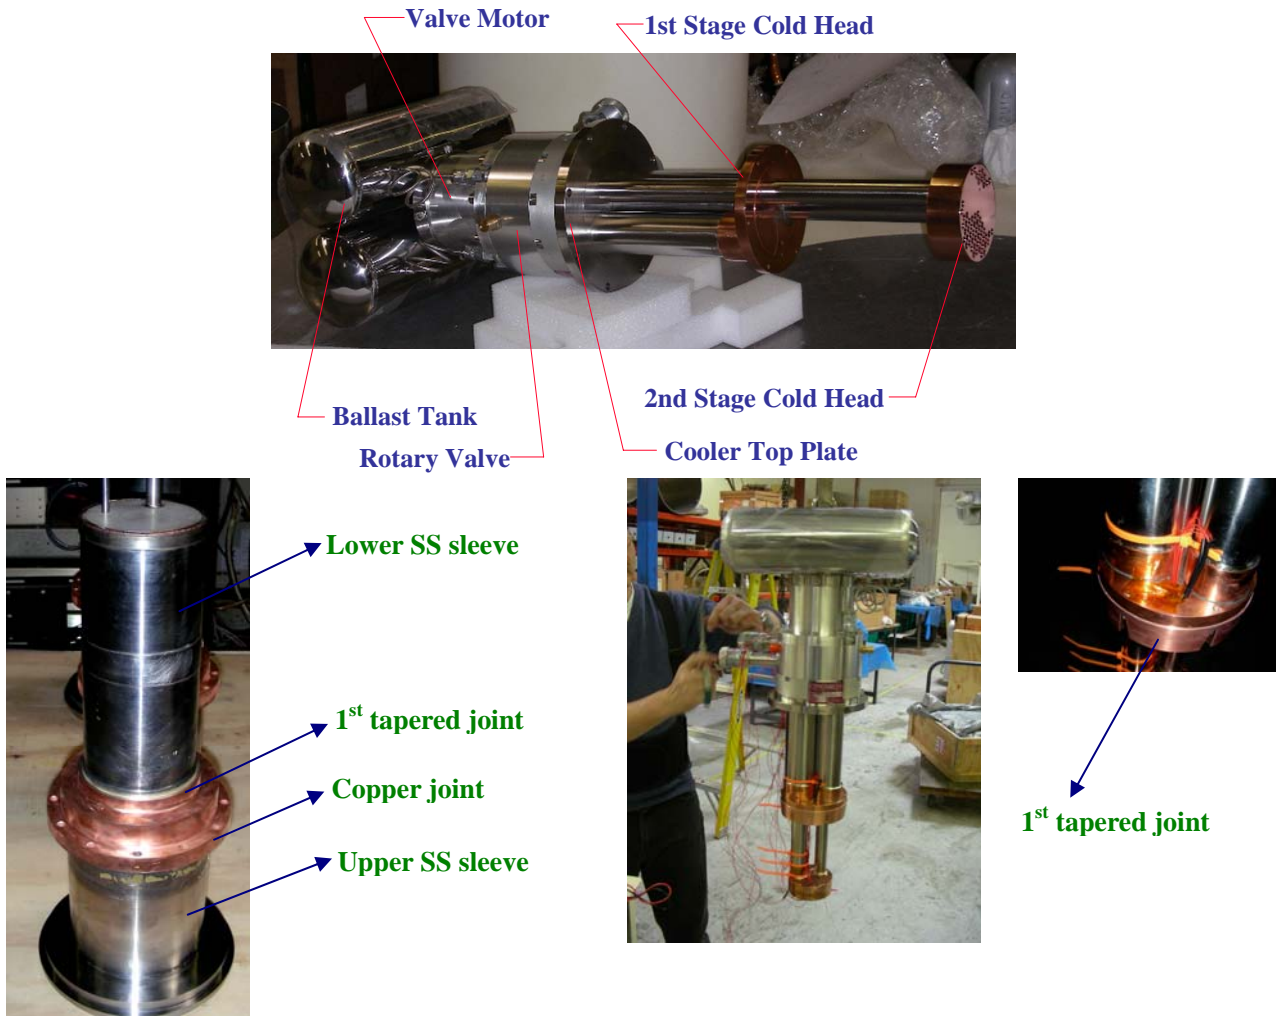 Valve Motor
1st Stage Cold Head
2nd Stage Cold Head
Ballast Tank
Rotary Valve
Cooler Top Plate
Lower SS sleeve
1st tapered joint
Copper joint
Upper SS sleeve
1st tapered joint